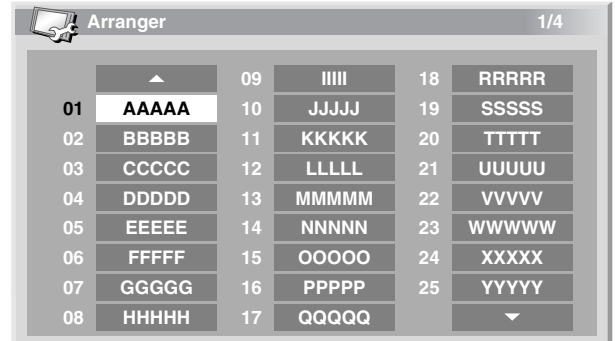 Arranger 1/4
09 IIIII 18 RRRRR
01 AAAAA 10 JJJJJ 19 SSSSS
02 BBBBB 11 KKKKK 20 TTTTT
03 CCCCC 12 LLLLL 21 UUUUU
04 DDDDD 13 MMMMM 22 VVVVV
05 EEEEE 14 NNNNN 23 WWWWW
06 FFFFF 15 OOOOO 24 XXXXX
07 GGGGG 16 PPPPP 25 YYYYY
08 HHHHH 17 QQQQQ